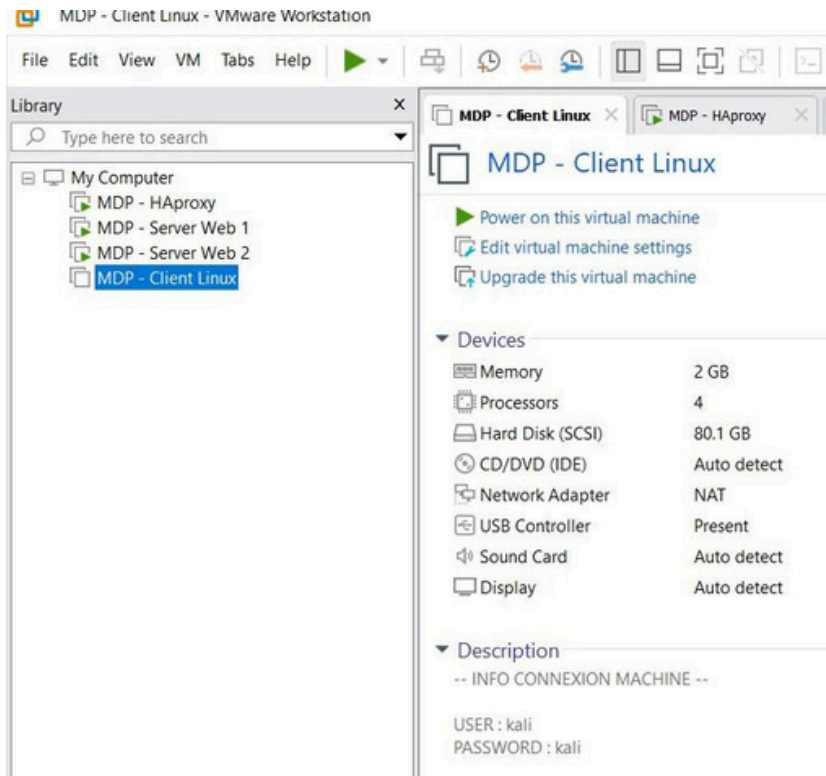 MDP - Client Linux - VMware Workstation
File Edit View VM Tabs Help
Library X
Type here to search
My Computer
MDP - HAproxy
MDP - Server Web 1
MDP - Server Web 2
MDP - Client Linux
MDP - Client Linux MDP - HAproxy
MDP - Client Linux
Power on this virtual machine
Edit virtual machine settings
Upgrade this virtual machine
Devices
Memory 2 GB
Processors 4
Hard Disk (SCSI) 80.1 GB
CD/DVD (IDE) Auto detect
Network Adapter NAT
USB Controller Present
Sound Card Auto detect
Display Auto detect
Description
-- INFO CONNEXION MACHINE --
USER : kali
PASSWORD : kali